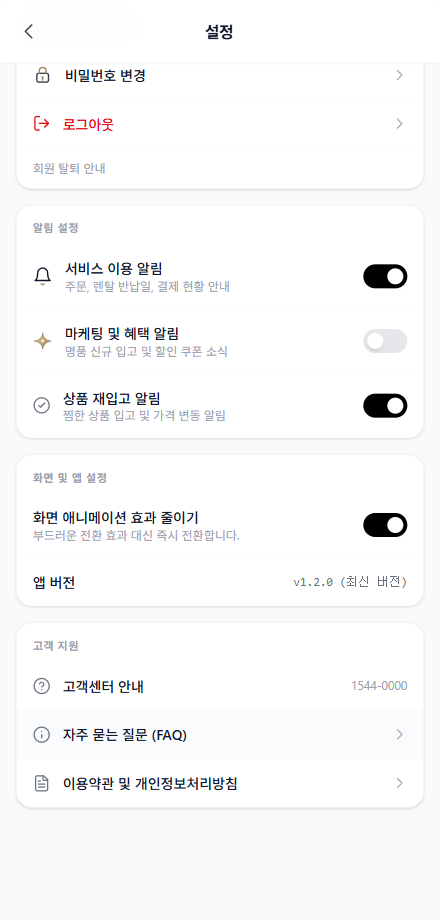 설정
비밀번호 변경
로그아웃
회원 탈퇴 안내
알림 설정
서비스 이용 알림
주문, 렌탈 반납일, 결제 현황 안내
마케팅 및 혜택 알림
명품 신규 입고 및 할인 쿠폰 소식
상품 재입고 알림
찜한 상품 입고 및 가격 변동 알림
화면 및 앱 설정
화면 애니메이션 효과 줄이기
부드러운 전환 효과 대신 즉시 전환합니다.
앱 버전 v1.2.0 (최신 버전)
고객 지원
고객센터 안내 1544-0000
자주 묻는 질문 (FAQ)
이용약관 및 개인정보처리방침